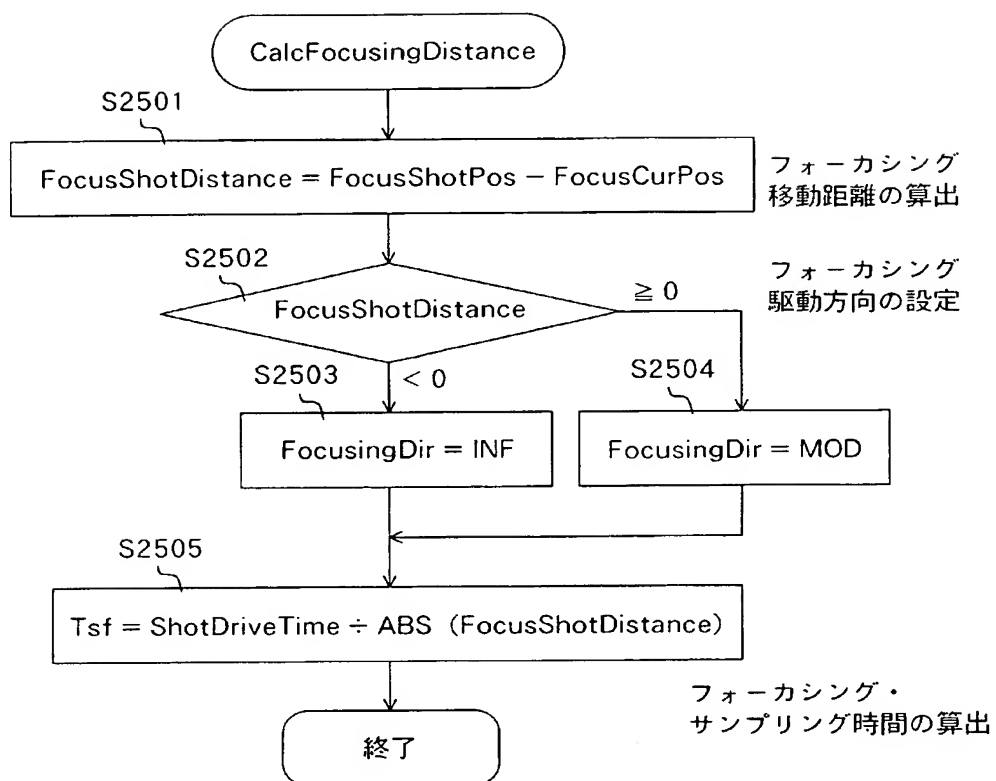 CalcFocusingDistance
S2501
FocusShotDistance = FocusShotPos − FocusCurPos
フォーカシング
移動距離の算出
S2502
FocusShotDistance
≧ 0
フォーカシング
駆動方向の設定
S2503
< 0
S2504
FocusingDir = INF
FocusingDir = MOD
S2505
Tsf = ShotDriveTime ÷ ABS (FocusShotDistance)
フォーカシング・
サンプリング時間の算出
終了